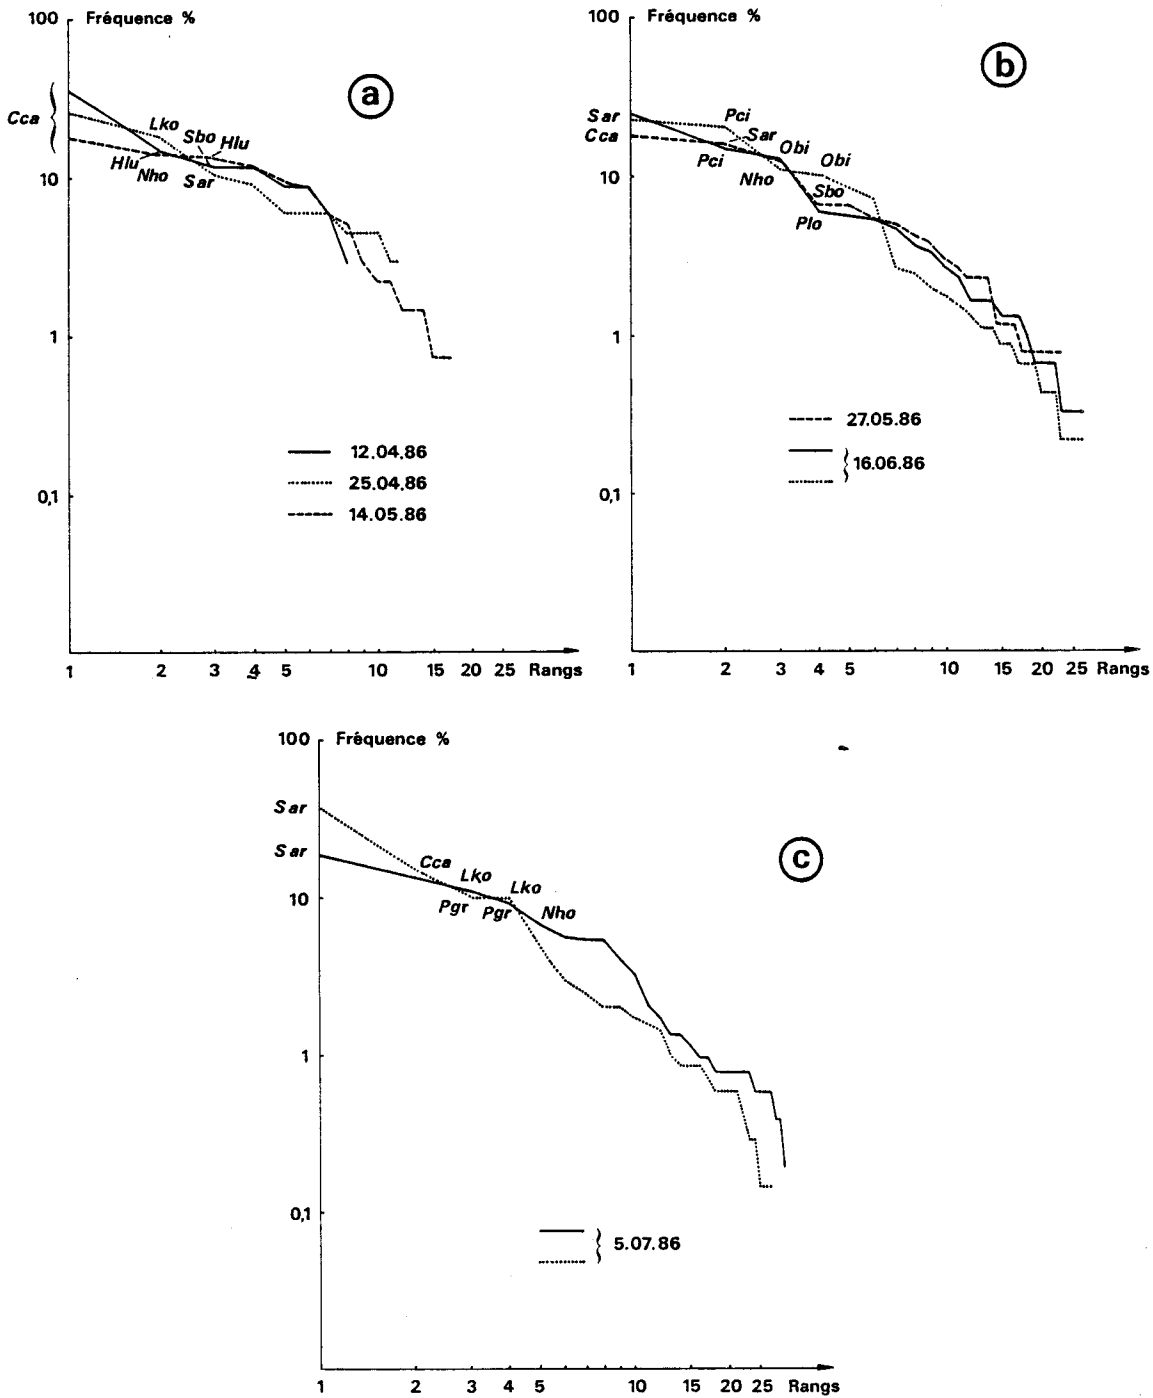 100 Fréquence %
a
Cca
Lko
Sbo
Hlu
Hlu
Nho
Sar
10
1
12.04.86
25.04.86
14.05.86
0,1
1 2 3 4 5 10 15 20 25 Rangs
100 Fréquence %
b
Sar
Cca
Pci
Sar
Obi
Pci
Nho
Obi
10
Sbo
Plo
1
27.05.86
16.06.86
0,1
1 2 3 4 5 10 15 20 25 Rangs
100 Fréquence %
c
Sar
Sar
Cca
Lko
Lko
10
Pgr
Pgr
Nho
1
0,1
5.07.86
1 2 3 4 5 10 15 20 25 Rangs